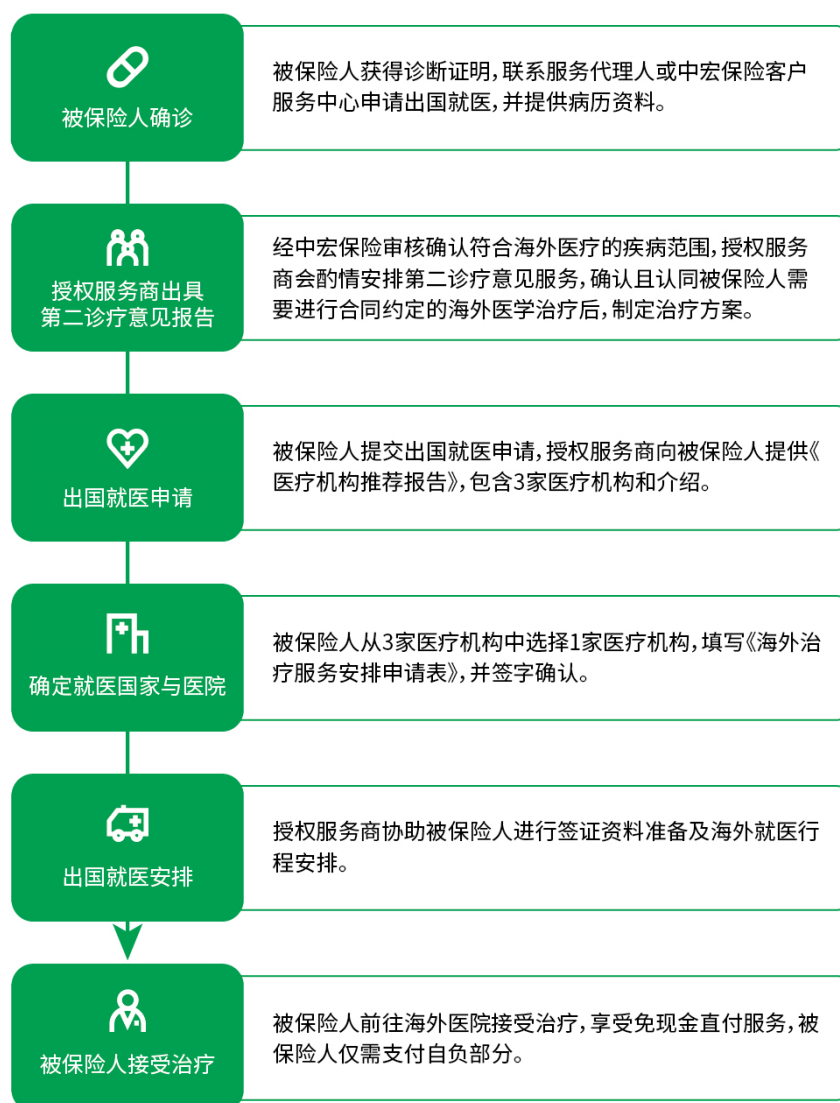 被保险人确诊
被保险人获得诊断证明，联系服务代理人或中宏保险客户
服务中心申请出国就医，并提供病历资料。
授权服务商出具
第二诊疗意见报告
经中宏保险审核确认符合海外医疗的疾病范围，授权服务
商会酌情安排第二诊疗意见服务，确认且认同被保险人需
要进行合同约定的海外医学治疗后，制定治疗方案。
出国就医申请
被保险人提交出国就医申请，授权服务商向被保险人提供《
医疗机构推荐报告》，包含3家医疗机构和介绍。
确定就医国家与医院
被保险人从3家医疗机构中选择1家医疗机构，填写《海外治
疗服务安排申请表》，并签字确认。
出国就医安排
授权服务商协助被保险人进行签证资料准备及海外就医行
程安排。
被保险人接受治疗
被保险人前往海外医院接受治疗，享受免现金直付服务，被
保险人仅需支付自负部分。